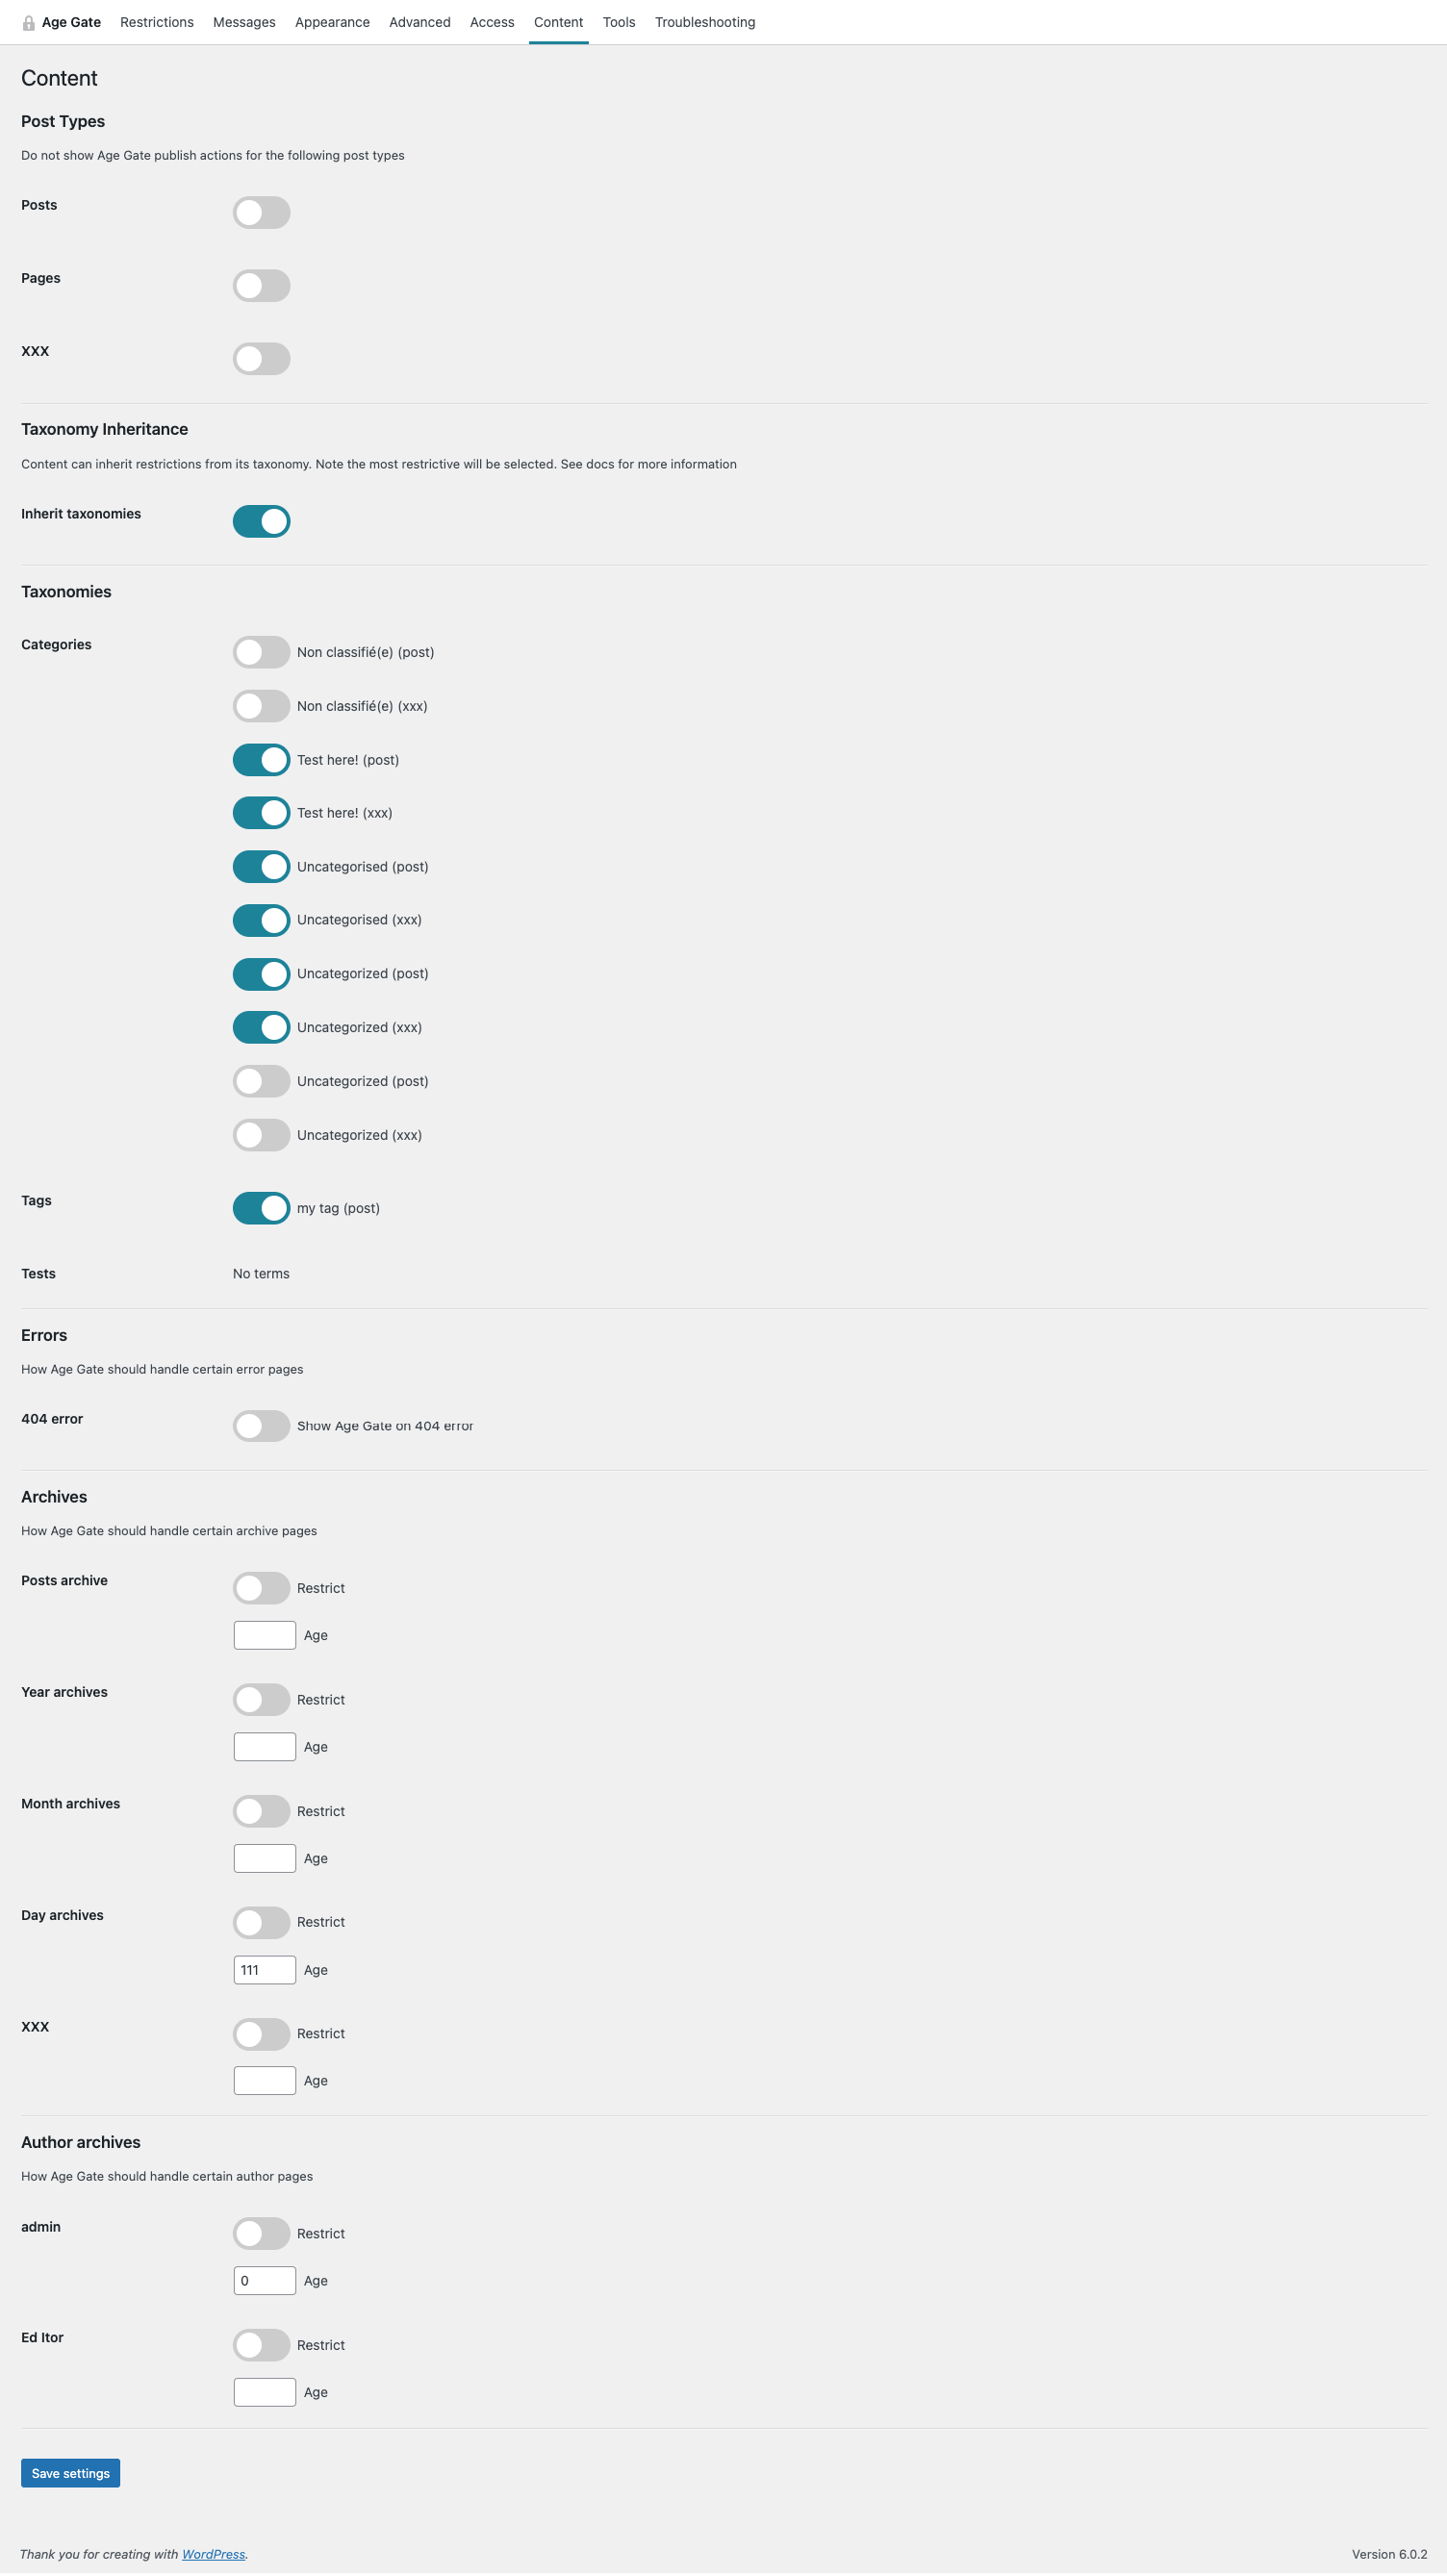 Age Gate Restrictions Messages Appearance Advanced Access Content Tools Troubleshooting
Content
Post Types
Do not show Age Gate publish actions for the following post types
Posts
Pages
XXX
Taxonomy Inheritance
Content can inherit restrictions from its taxonomy. Note the most restrictive will be selected. See docs for more information
Inherit taxonomies
Taxonomies
Categories Non classifié(e) (post)
Non classifié(e) (xxx)
Test here! (post)
Test here! (xxx)
Uncategorised (post)
Uncategorised (xxx)
Uncategorized (post)
Uncategorized (xxx)
Uncategorized (post)
Uncategorized (xxx)
Tags my tag (post)
Tests No terms
Errors
How Age Gate should handle certain error pages
404 error Show Age Gate on 404 error
Archives
How Age Gate should handle certain archive pages
Posts archive Restrict
Age
Year archives Restrict
Age
Month archives Restrict
Age
Day archives Restrict
111 Age
XXX Restrict
Age
Author archives
How Age Gate should handle certain author pages
admin Restrict
0 Age
Ed Itor Restrict
Age
Save settings
Thank you for creating with WordPress. Version 6.0.2